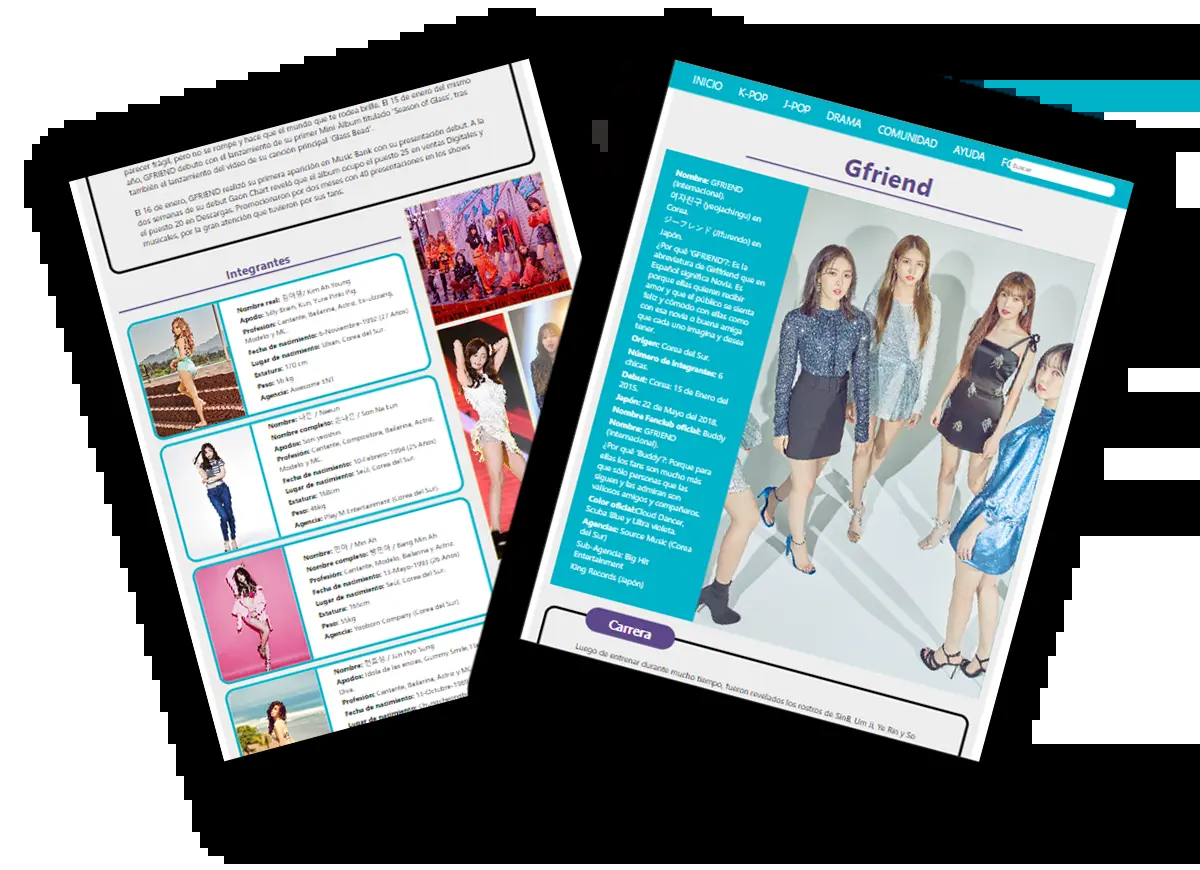 parecer frágil, pero no se rompe y hace que el mundo que te rodea brille. El 15 de enero del mismo
año, GFRIEND debuto con el lanzamiento de su primer Mini Álbum titulado 'Season of Glass', tras
también el lanzamiento del video de su canción principal 'Glass Bead'.
El 16 de enero, GFRIEND realizó su primera aparición en Music Bank con su presentación debut. A la
dos semanas de su debut Gaon Chart reveló que el álbum ocupo el puesto 25 en ventas Digitales y
el puesto 20 en Descargas. Promocionaron por dos meses con 40 presentaciones en los shows
musicales, por la gran atención que tuvieron por sus fans.
Integrantes
Nombre real: 김아영/ Kim Ah Young
Apodo: Silly Brain, Kun, Yura Pinki Pig.
Profesión: Cantante, Bailarina, Actriz, Ex-ulzzang,
Modelo y MC.
Fecha de nacimiento: 6-Noviembre-1992 (27 Años)
Lugar de nacimiento: Ulsan, Corea del Sur.
Estatura: 170 cm
Peso: 56 kg
Agencia: Awesome ENT
Nombre: 나은 / Naeun
Nombre completo: 손나은 / Son Na Eun
Apodos: Son yeoshin
Profesión: Cantante, Compositora, Bailarina, Actriz,
Modelo y MC.
Fecha de nacimiento: 10-Febrero-1994 (25 Años)
Lugar de nacimiento: Seúl, Corea del Sur.
Estatura: 168cm
Peso: 46kg
Agencia: Play M Entertainment (Corea del Sur).
Nombre: 민아 / Min Ah
Nombre completo: 방민아 / Bang Min Ah
Profesión: Cantante, Modelo, Bailarina y Actriz.
Fecha de nacimiento: 13-Mayo-1993 (26 Años)
Lugar de nacimiento: Seúl, Corea del Sur.
Estatura: 165cm
Peso: 55kg
Agencia: Yooborn Company (Corea del Sur)
Nombre: 전효성 / Jun Hyo Sung
Apodos: Idola de las encias, Gummy Smile,
Diva.
Profesión: Cantante, Bailarina, Actriz y MC
Fecha de nacimiento: 13-Octubre-1989
Lugar de nacimiento:
INICIO K-POP J-POP DRAMA COMUNIDAD AYUDA
Buscar
Gfriend
Nombre: GFRIEND
(Internacional).
여자친구 (yeojachingu) en
Corea.
ジーフレンド (Jifurendo) en
Japón.
¿Por qué 'GFRIEND'?: Es la
abreviatura de Girlfriend que en
Español significa Novia. Es
porque ellas quieren recibir
amor y que el público se sienta
feliz y cómodo con ellas como
con esa novia o buena amiga
que cada uno imagina y desea
tener.
Origen: Corea del Sur.
Número de integrantes: 6
chicas.
Debut: Corea: 15 de Enero del
2015.
Japón: 22 de Mayo del 2018,
Nombre Fanclub oficial: Buddy
Nombre: GFRIEND
(Internacional).
¿Por qué 'Buddy'?: Porque para
ellas los fans son mucho más
que sólo personas que las
siguen y las admiran son
valiosos amigos y compañeros.
Color oficial:Cloud Dancer,
Scuba Blue y Ultra violeta.
Agencias: Source Music (Corea
del Sur)
Sub-Agencia: Big Hit
Entertainment
King Records (Japón)
Carrera
Luego de entrenar durante mucho tiempo, fueron revelados los rostros de SinB, Um Ji, Ye Rin y So